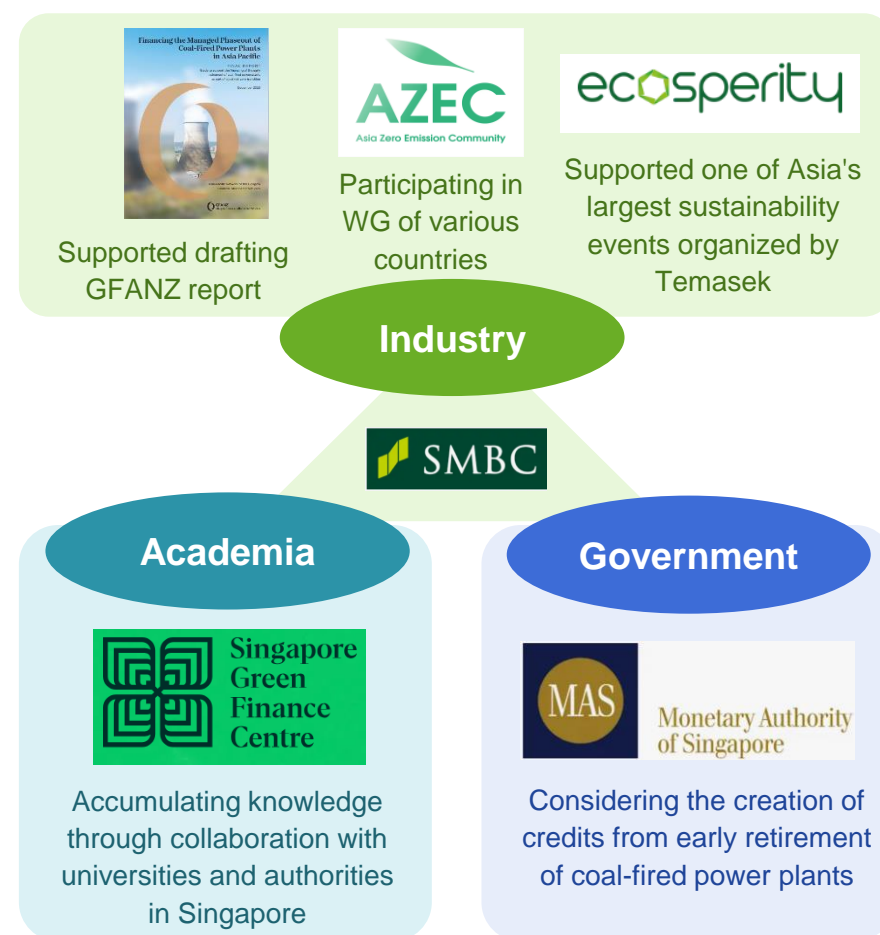 Financing the Managed Phaseout of
Coal-Fired Power Plants
in Asia Pacific
AZEC
Asia Zero Emission Community
ecosperity
Supported drafting
GFANZ report
Participating in
WG of various
countries
Supported one of Asia's
largest sustainability
events organized by
Temasek
Industry
SMBC
Academia
Government
Singapore
Green
Finance
Centre
MAS
Monetary Authority
of Singapore
Accumulating knowledge
through collaboration with
universities and authorities
in Singapore
Considering the creation of
credits from early retirement
of coal-fired power plants